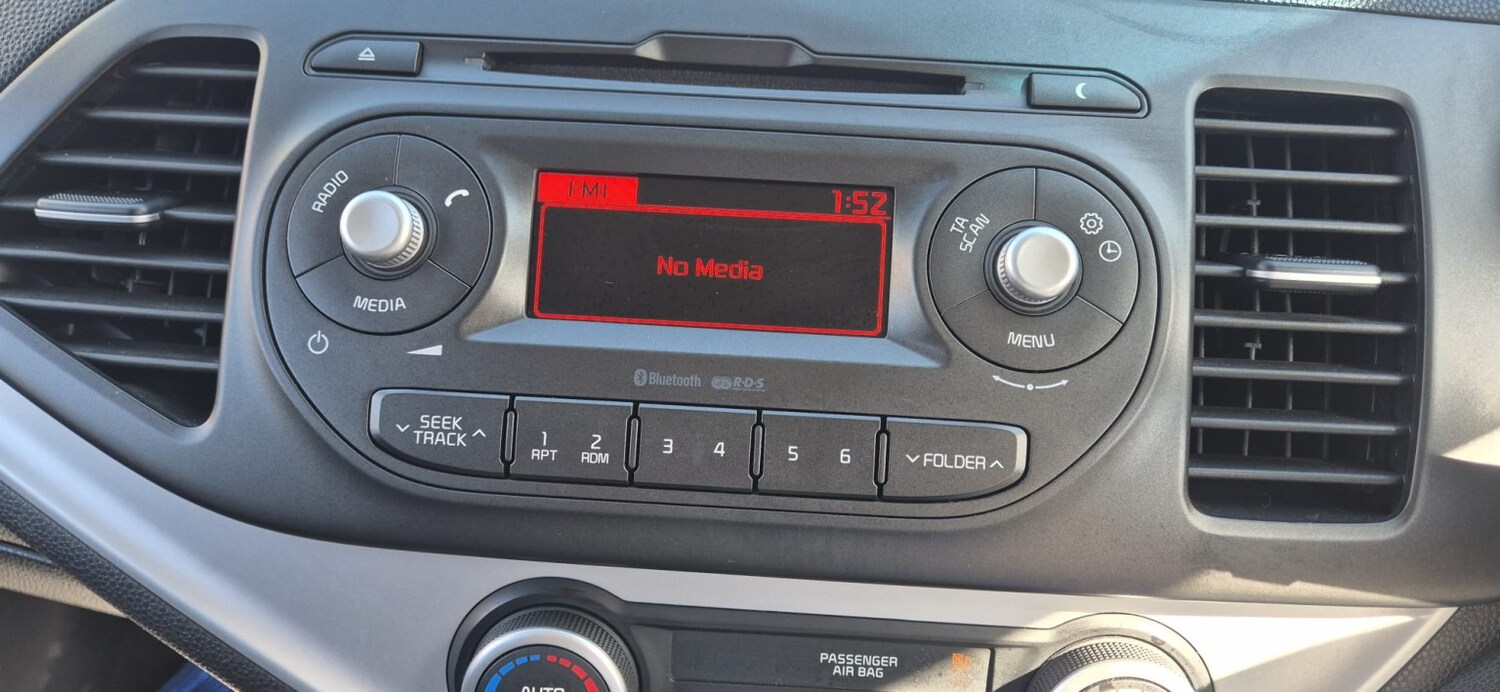 RADIO
MEDIA
FM1
1:52
No Media
TA
SCAN
MENU
Bluetooth
R·D·S
SEEK
TRACK
1
RPT
2
RDM
3
4
5
6
FOLDER
AUTO
PASSENGER
AIR BAG